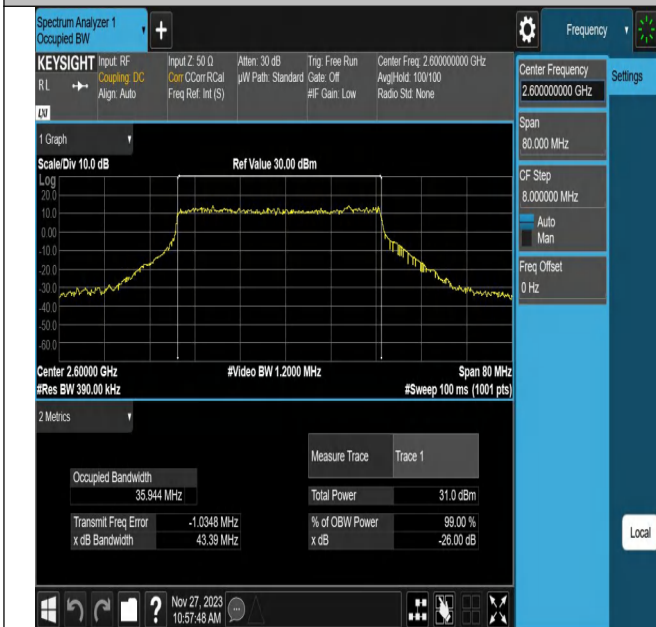 Spectrum Analyzer 1
Occupied BW
+
Frequency
KEYSIGHT
RL
LXI
Input: RF
Coupling: DC
Align: Auto
Input Z: 50 Ω
Corr CCorr RCal
Freq Ref: Int (S)
Atten: 30 dB
µW Path: Standard
Trig: Free Run
Gate: Off
#IF Gain: Low
Center Freq: 2.600000000 GHz
Avg|Hold: 100/100
Radio Std: None
1 Graph
Scale/Div 10.0 dB
Ref Value 30.00 dBm
Log
20.0
10.0
0.00
-10.0
-20.0
-30.0
-40.0
-50.0
-60.0
Center 2.60000 GHz
#Video BW 1.2000 MHz
Span 80 MHz
#Res BW 390.00 kHz
#Sweep 100 ms (1001 pts)
2 Metrics
Measure Trace
Trace 1
Occupied Bandwidth
35.944 MHz
Total Power
31.0 dBm
Transmit Freq Error
-1.0348 MHz
% of OBW Power
99.00 %
x dB Bandwidth
43.39 MHz
x dB
-26.00 dB
Center Frequency
2.600000000 GHz
Settings
Span
80.000 MHz
CF Step
8.000000 MHz
Auto
Man
Freq Offset
0 Hz
Local
?
Nov 27, 2023
10:57:48 AM